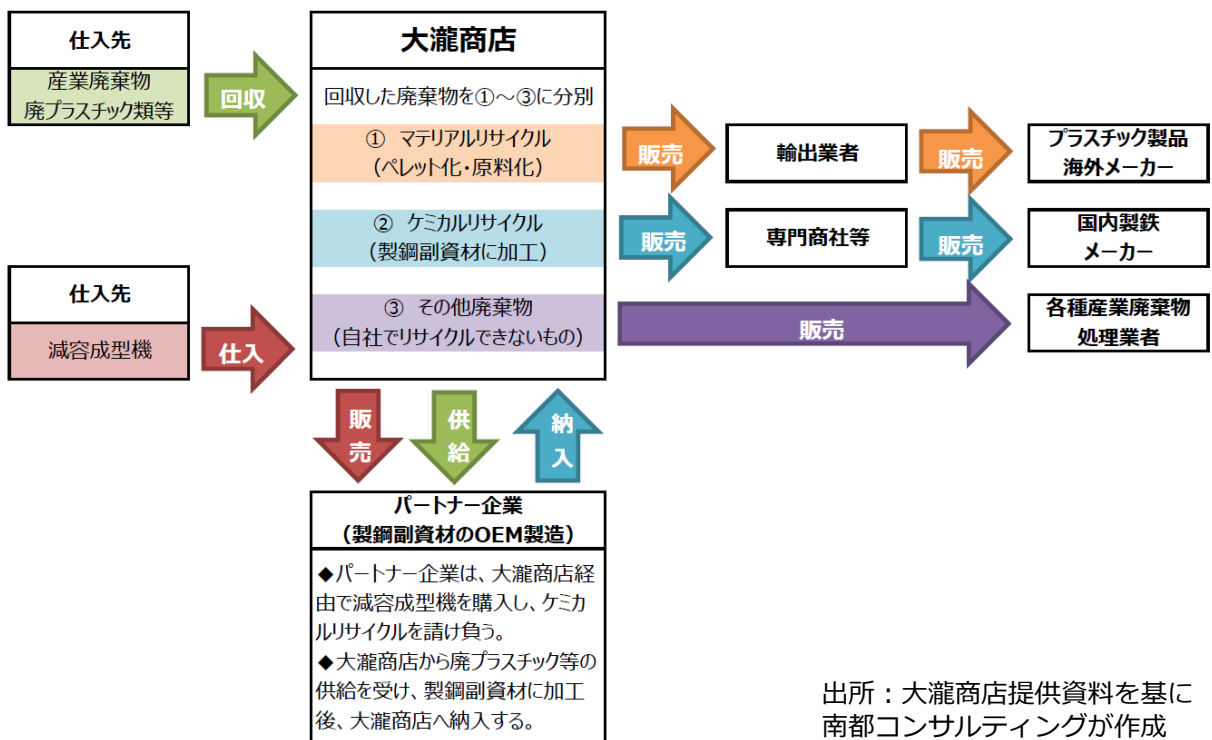 仕入先
産業廃棄物
廃プラスチック類等
回収
大瀧商店
回収した廃棄物を①～③に分別
① マテリアルリサイクル
（ペレット化・原料化）
販売
輸出業者
販売
プラスチック製品
海外メーカー
② ケミカルリサイクル
（製鋼副資材に加工）
販売
専門商社等
販売
国内製鉄
メーカー
仕入先
減容成型機
仕入
③ その他廃棄物
（自社でリサイクルできないもの）
販売
各種産業廃棄物
処理業者
販売
供給
納入
パートナー企業
（製鋼副資材のOEM製造）
◆パートナー企業は、大瀧商店経
由で減容成型機を購入し、ケミカ
ルリサイクルを請け負う。
◆大瀧商店から廃プラスチック等の
供給を受け、製鋼副資材に加工
後、大瀧商店へ納入する。
出所：大瀧商店提供資料を基に
南都コンサルティングが作成